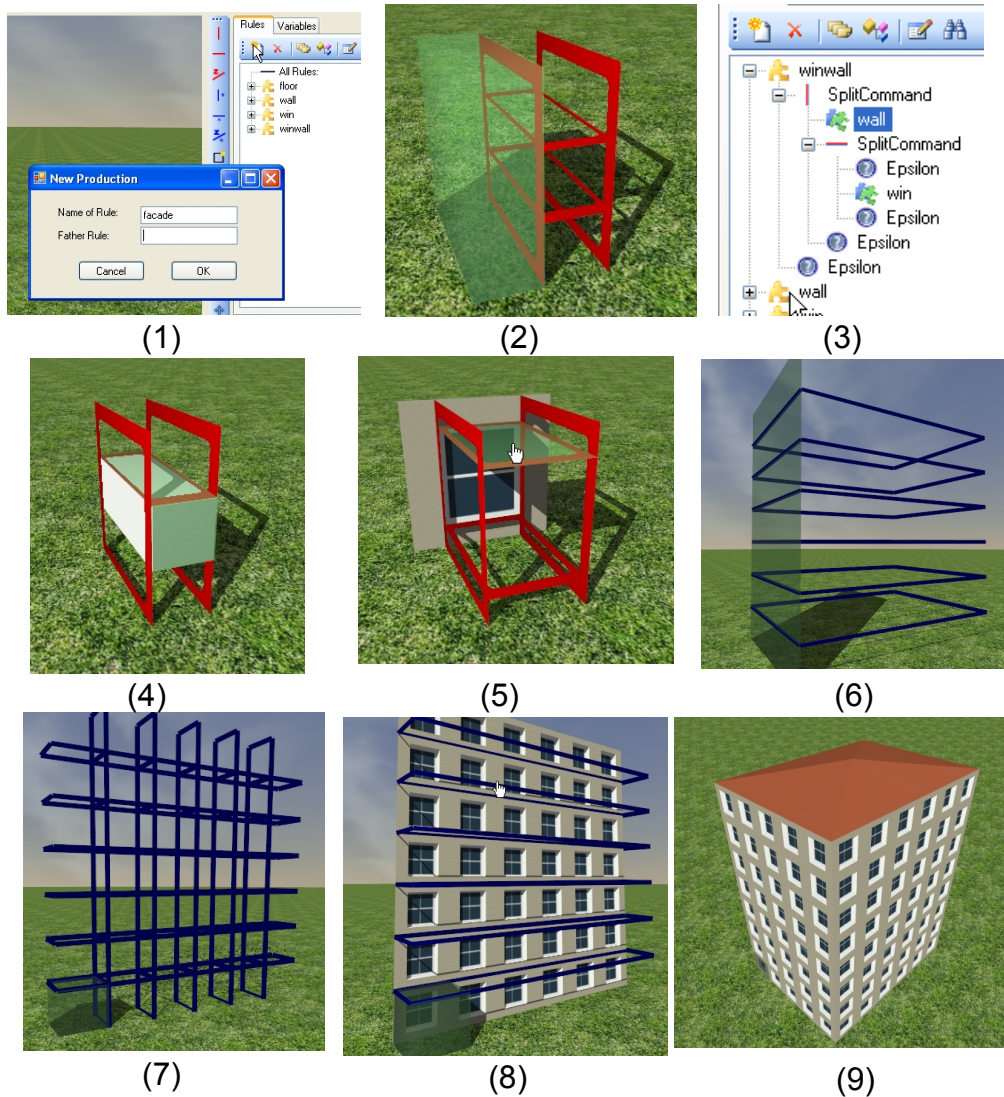 Rules Variables
All Rules:
floor
wall
win
winwall
New Production
Name of Rule: facade
Father Rule:
Cancel OK
(1)
(2)
winwall
SplitCommand
wall
SplitCommand
Epsilon
win
Epsilon
Epsilon
Epsilon
wall
(3)
(4)
(5)
(6)
(7)
(8)
(9)